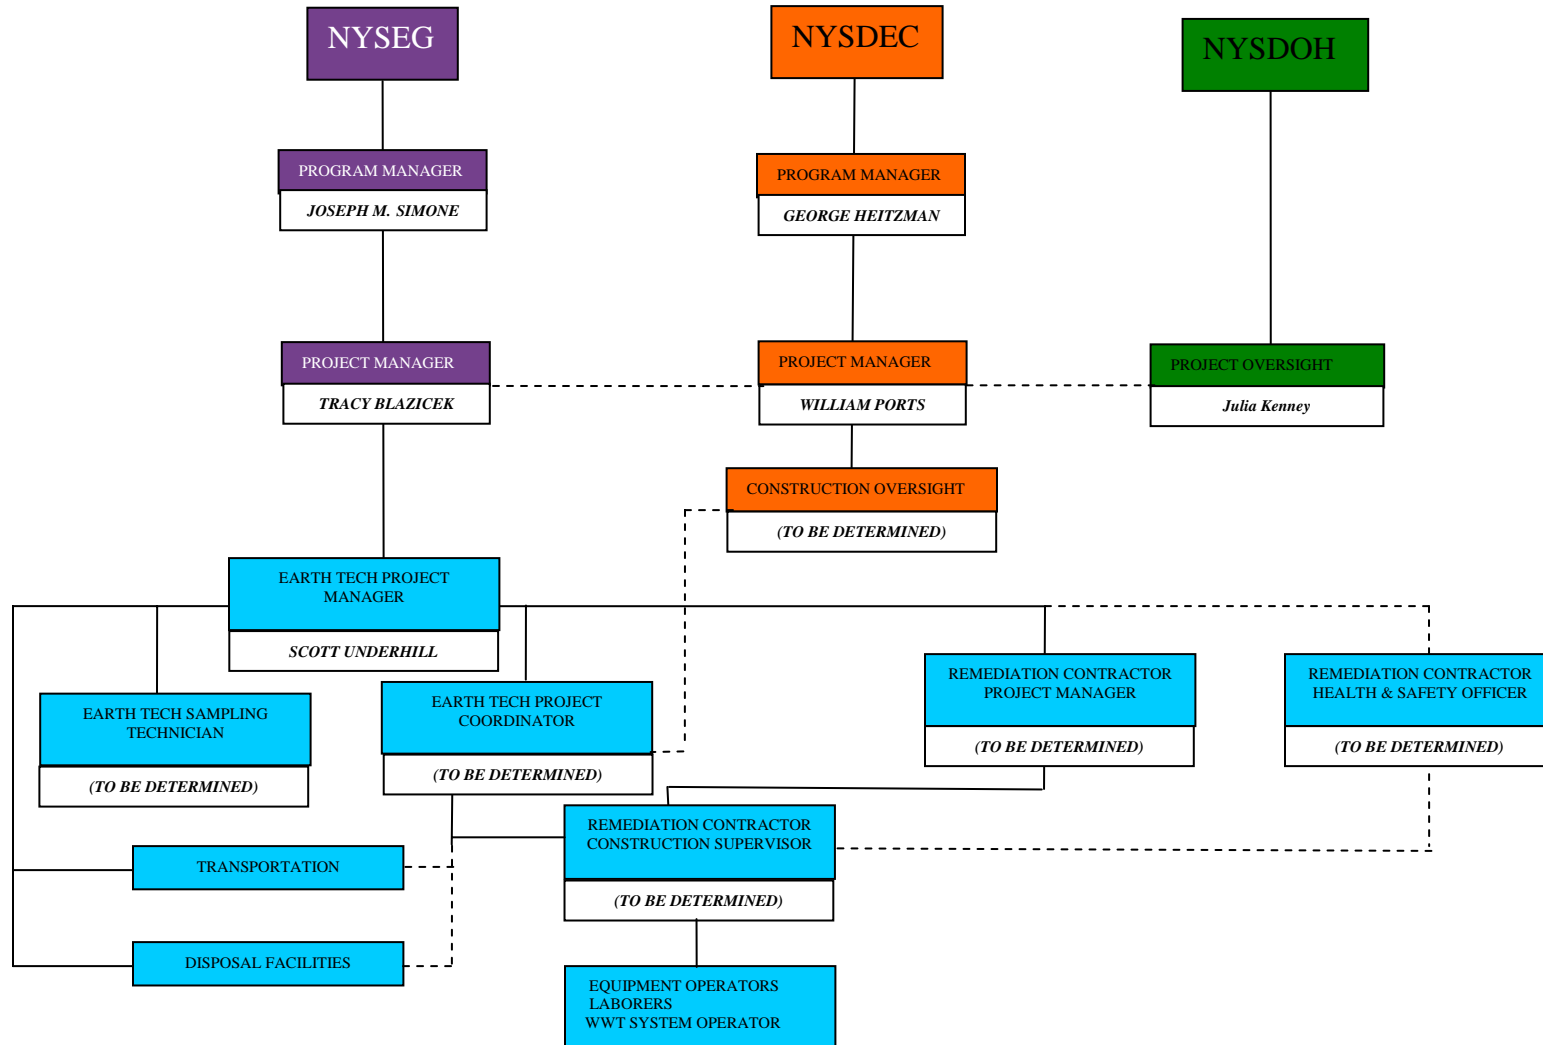 NYSEG
NYSDEC
NYSDOH
PROGRAM MANAGER
JOSEPH M. SIMONE
PROGRAM MANAGER
GEORGE HEITZMAN
PROJECT MANAGER
TRACY BLAZICEK
PROJECT MANAGER
WILLIAM PORTS
PROJECT OVERSIGHT
Julia Kenney
CONSTRUCTION OVERSIGHT
(TO BE DETERMINED)
EARTH TECH PROJECT
MANAGER
SCOTT UNDERHILL
EARTH TECH SAMPLING
TECHNICIAN
(TO BE DETERMINED)
EARTH TECH PROJECT
COORDINATOR
(TO BE DETERMINED)
REMEDIATION CONTRACTOR
PROJECT MANAGER
(TO BE DETERMINED)
REMEDIATION CONTRACTOR
HEALTH & SAFETY OFFICER
(TO BE DETERMINED)
TRANSPORTATION
REMEDIATION CONTRACTOR
CONSTRUCTION SUPERVISOR
(TO BE DETERMINED)
DISPOSAL FACILITIES
EQUIPMENT OPERATORS
LABORERS
WWT SYSTEM OPERATOR